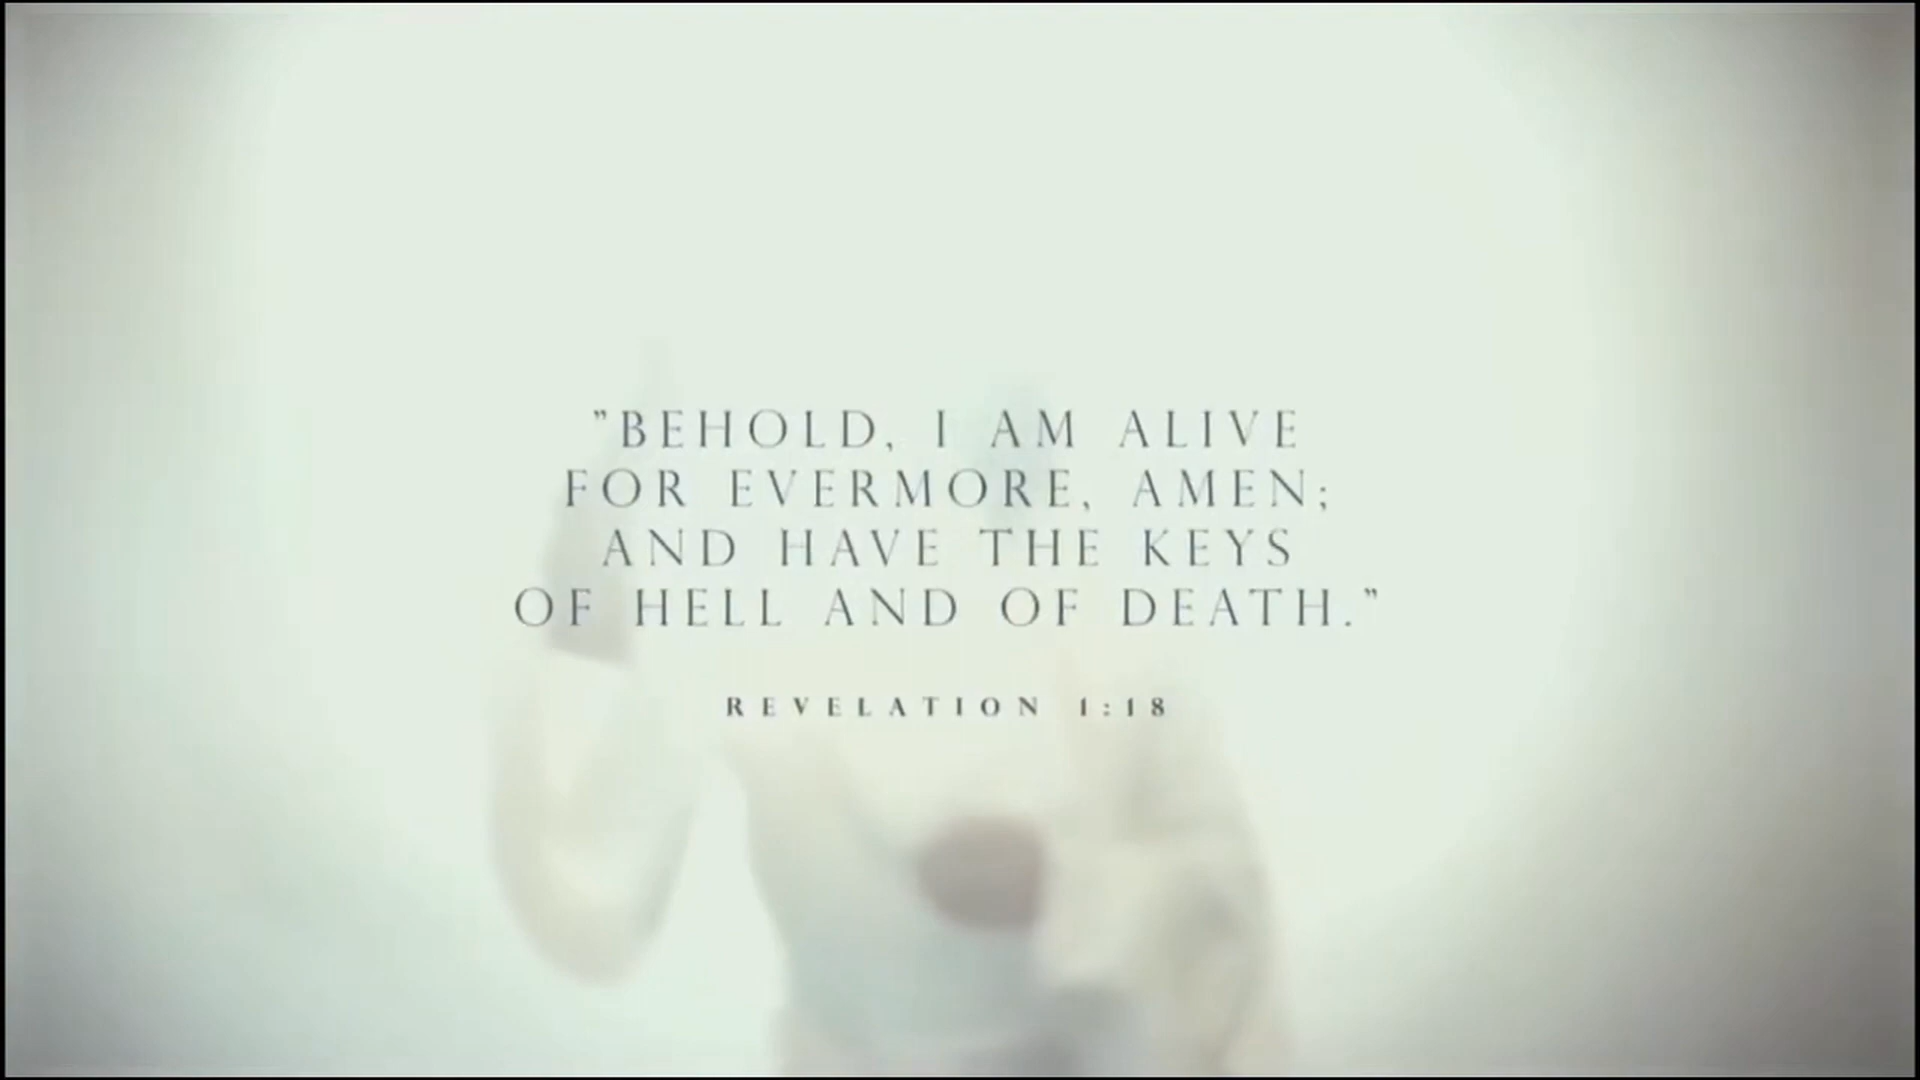 "BEHOLD, I AM ALIVE
FOR EVERMORE, AMEN;
AND HAVE THE KEYS
OF HELL AND OF DEATH."
REVELATION 1:18